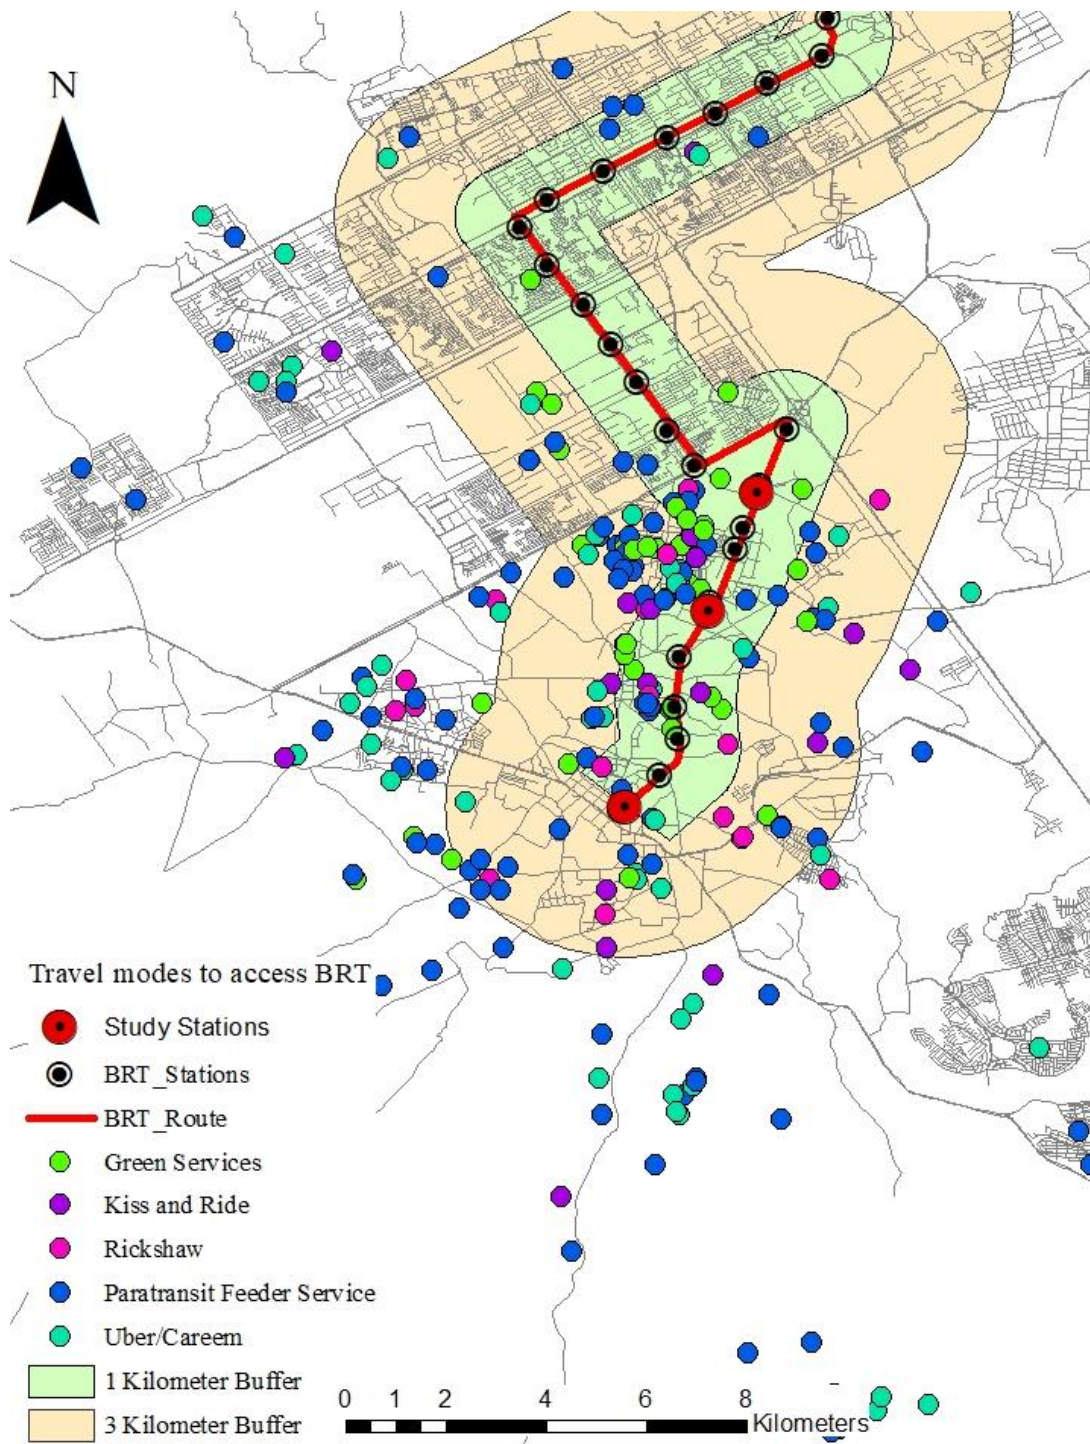 N
Travel modes to access BRT
Study Stations
BRT_Stations
BRT_Route
Green Services
Kiss and Ride
Rickshaw
Paratransit Feeder Service
Uber/Careem
1 Kilometer Buffer
3 Kilometer Buffer
0 1 2 4 6 8
Kilometers